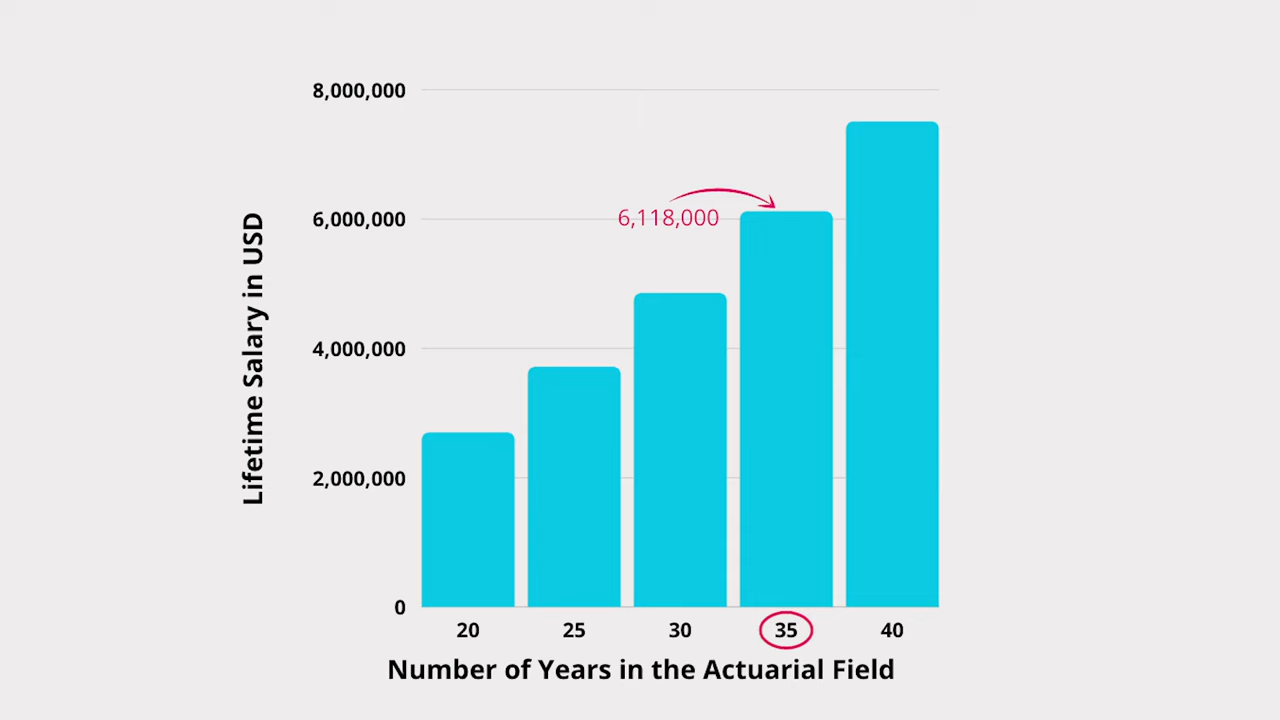 8,000,000
6,118,000
6,000,000
4,000,000
2,000,000
0
Lifetime Salary in USD
20 25 30 35 40
Number of Years in the Actuarial Field